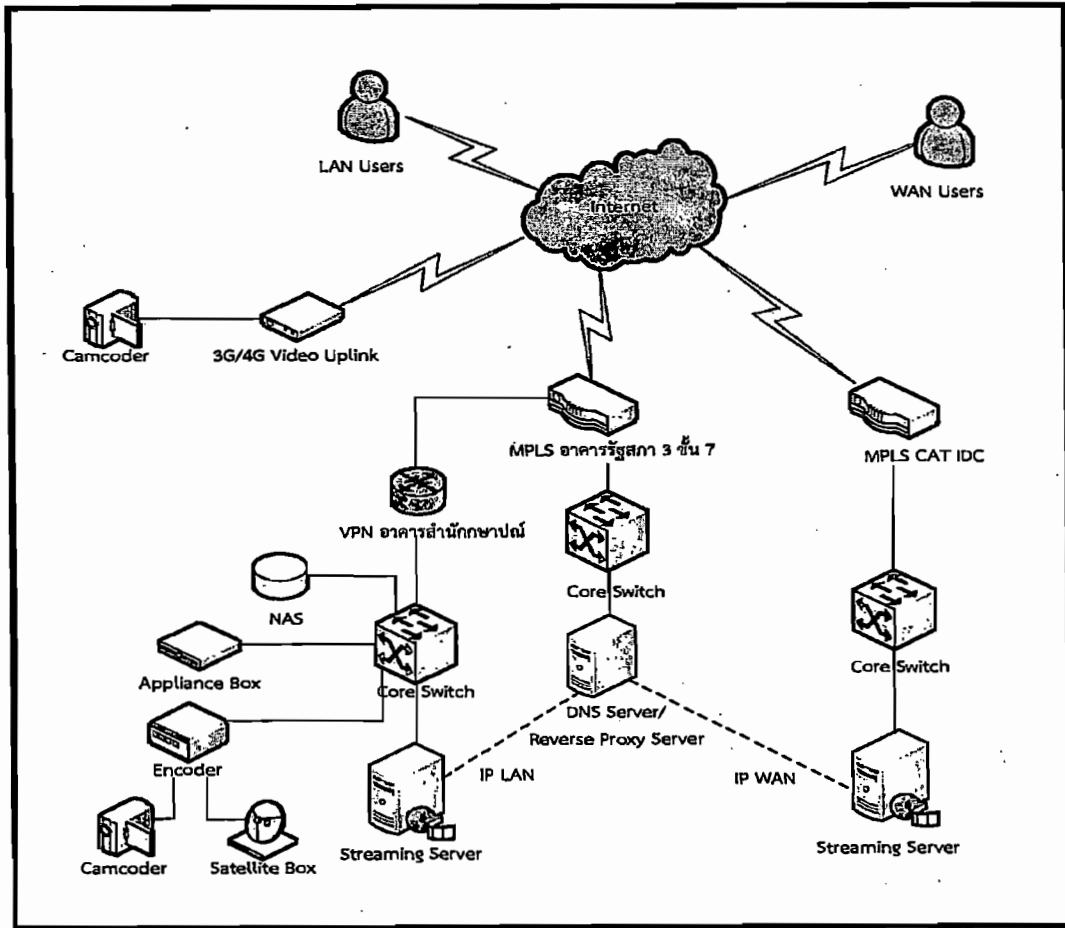 LAN Users
WAN Users
Internet
Camcoder
3G/4G Video Uplink
MPLS อาคารรัฐสภา 3 ชั้น 7
MPLS CAT IDC
VPN อาคารสำนักกษาปณ์
NAS
Core Switch
Appliance Box
Core Switch
Core Switch
DNS Server/
Reverse Proxy Server
Encoder
IP LAN
IP WAN
Camcoder
Satellite Box
Streaming Server
Streaming Server